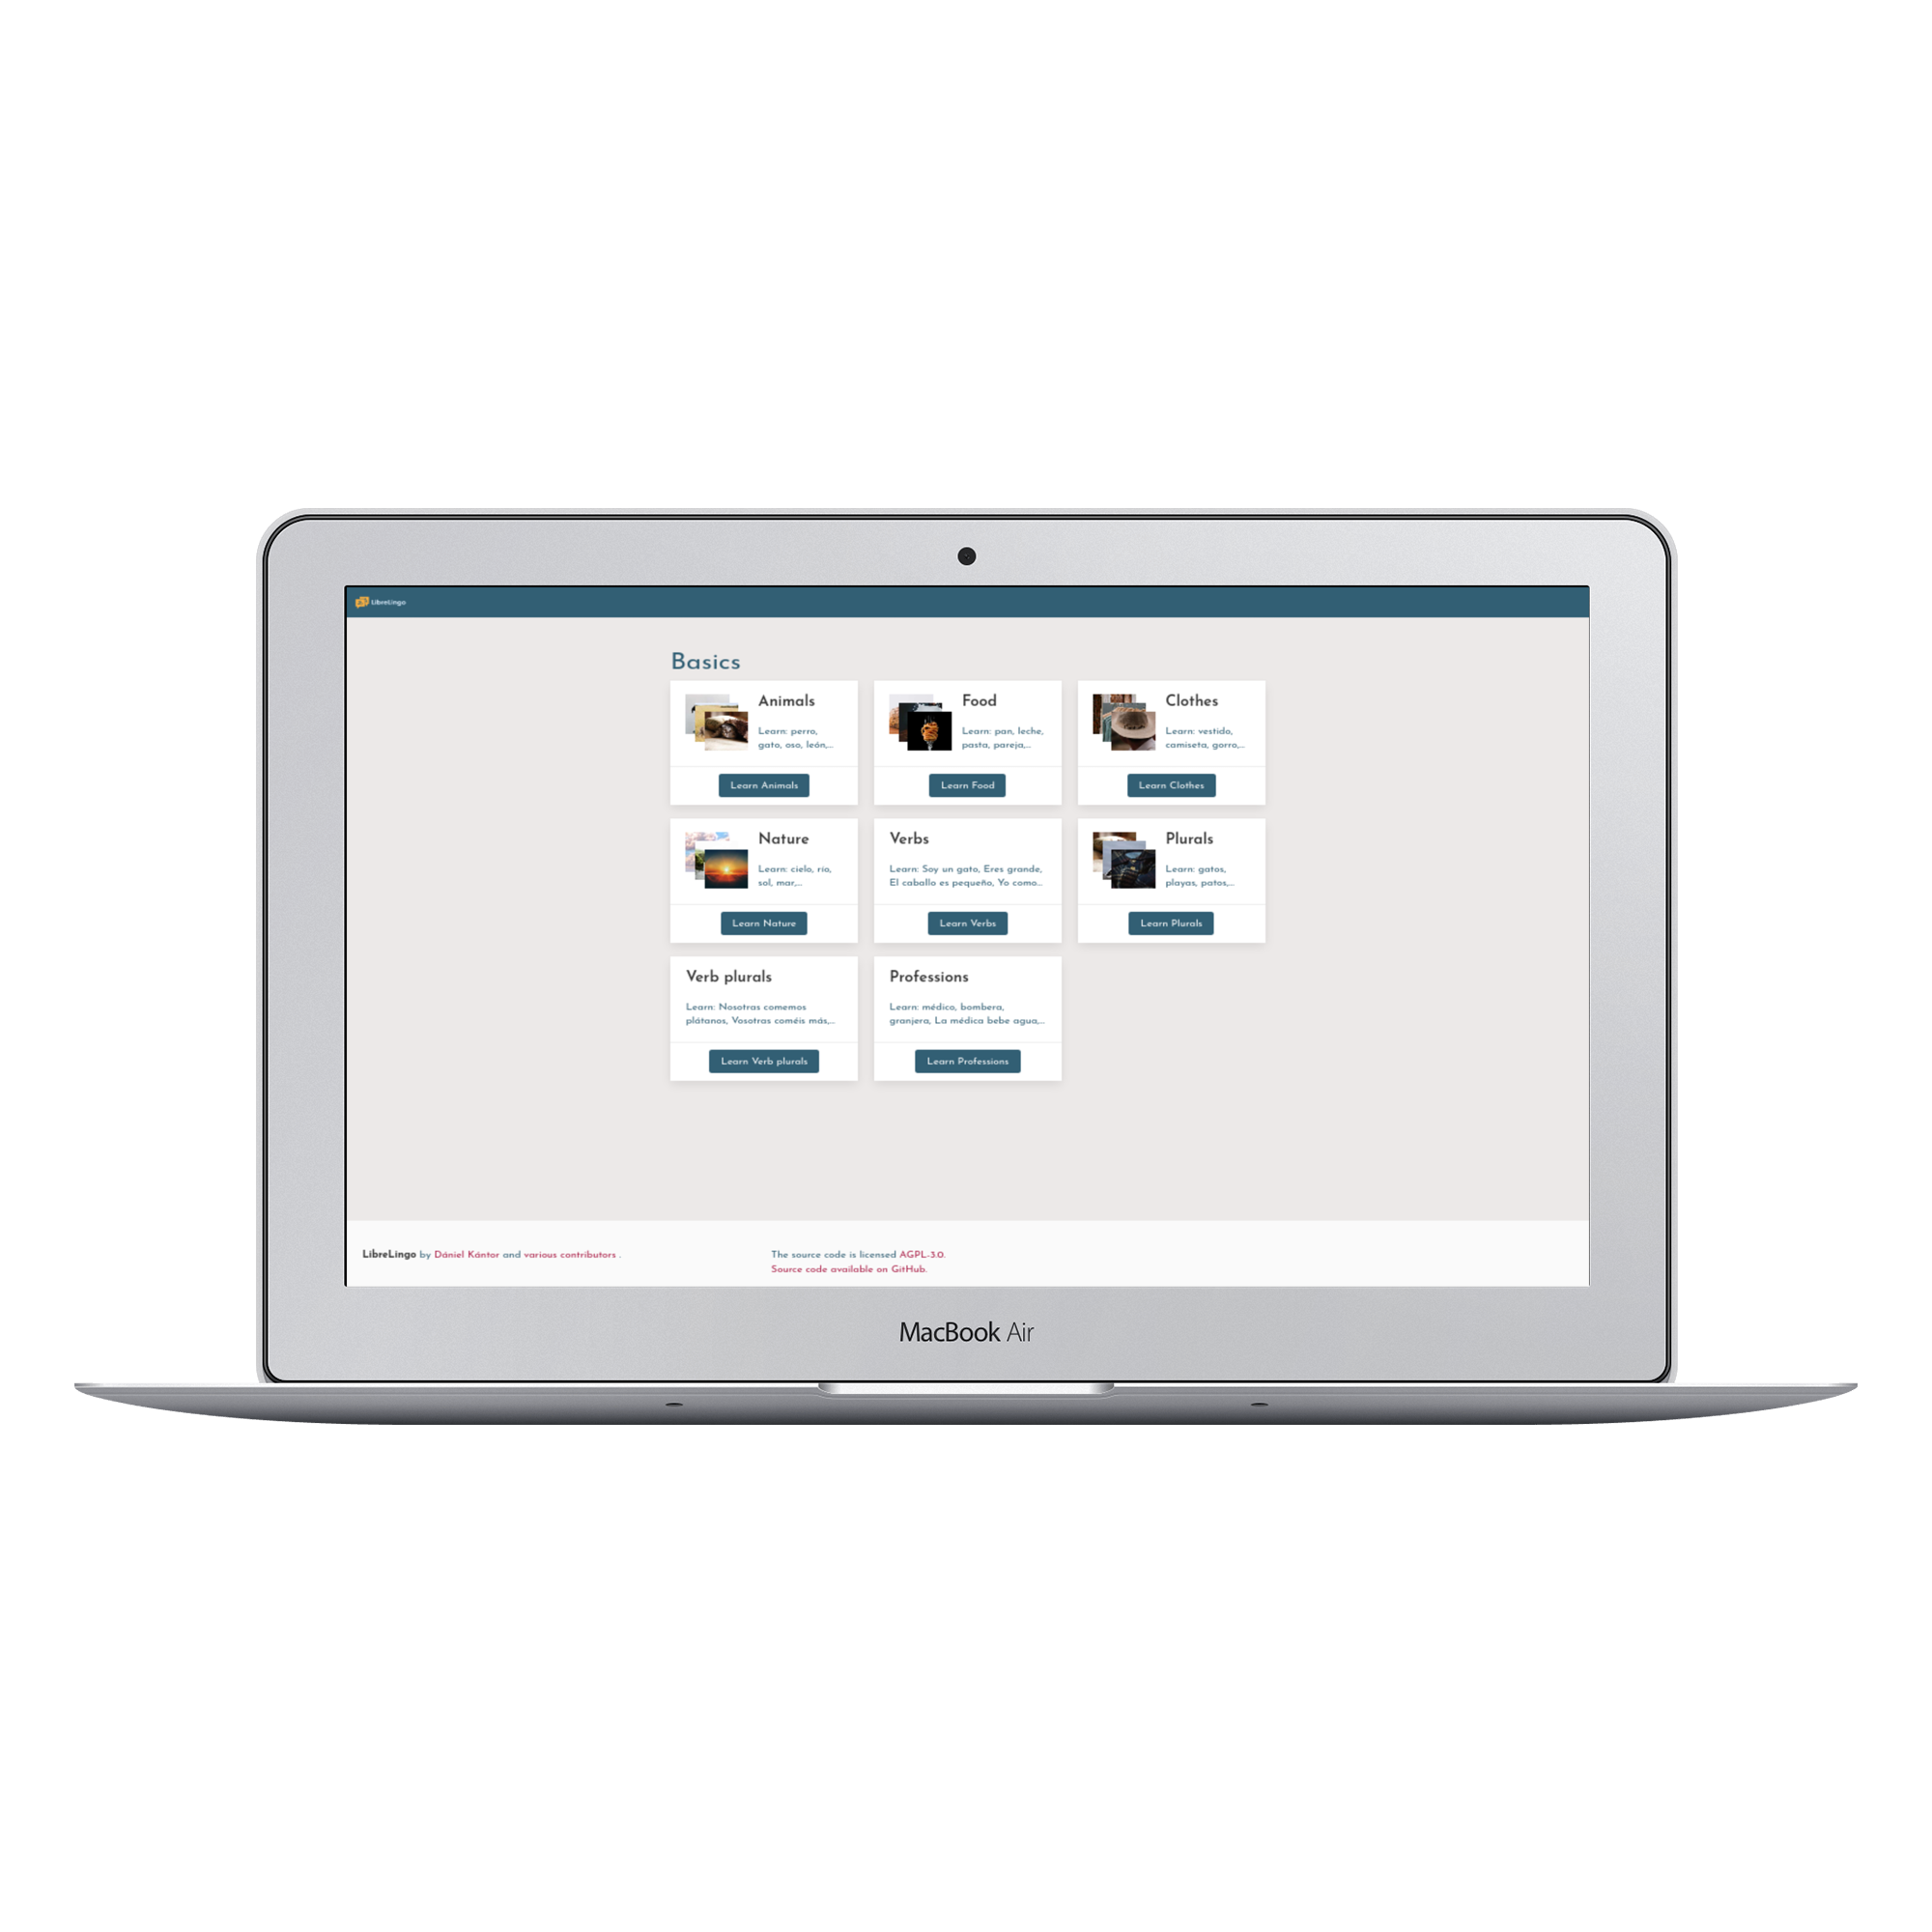 LibreLingo
Basics
Animals
Learn: perro,
gato, oso, león,...
Learn Animals
Food
Learn: pan, leche,
pasta, pareja,...
Learn Food
Clothes
Learn: vestido,
camiseta, gorro,...
Learn Clothes
Nature
Learn: cielo, río,
sol, mar,...
Learn Nature
Verbs
Learn: Soy un gato, Eres grande,
El caballo es pequeño, Yo como...
Learn Verbs
Plurals
Learn: gatos,
playas, patos,...
Learn Plurals
Verb plurals
Learn: Nosotras comemos
plátanos, Vosotras coméis más,...
Learn Verb plurals
Professions
Learn: médico, bombera,
granjera, La médica bebe agua,...
Learn Professions
LibreLingo by Dániel Kántor and various contributors .
The source code is licensed AGPL-3.0.
Source code available on GitHub.
MacBook Air